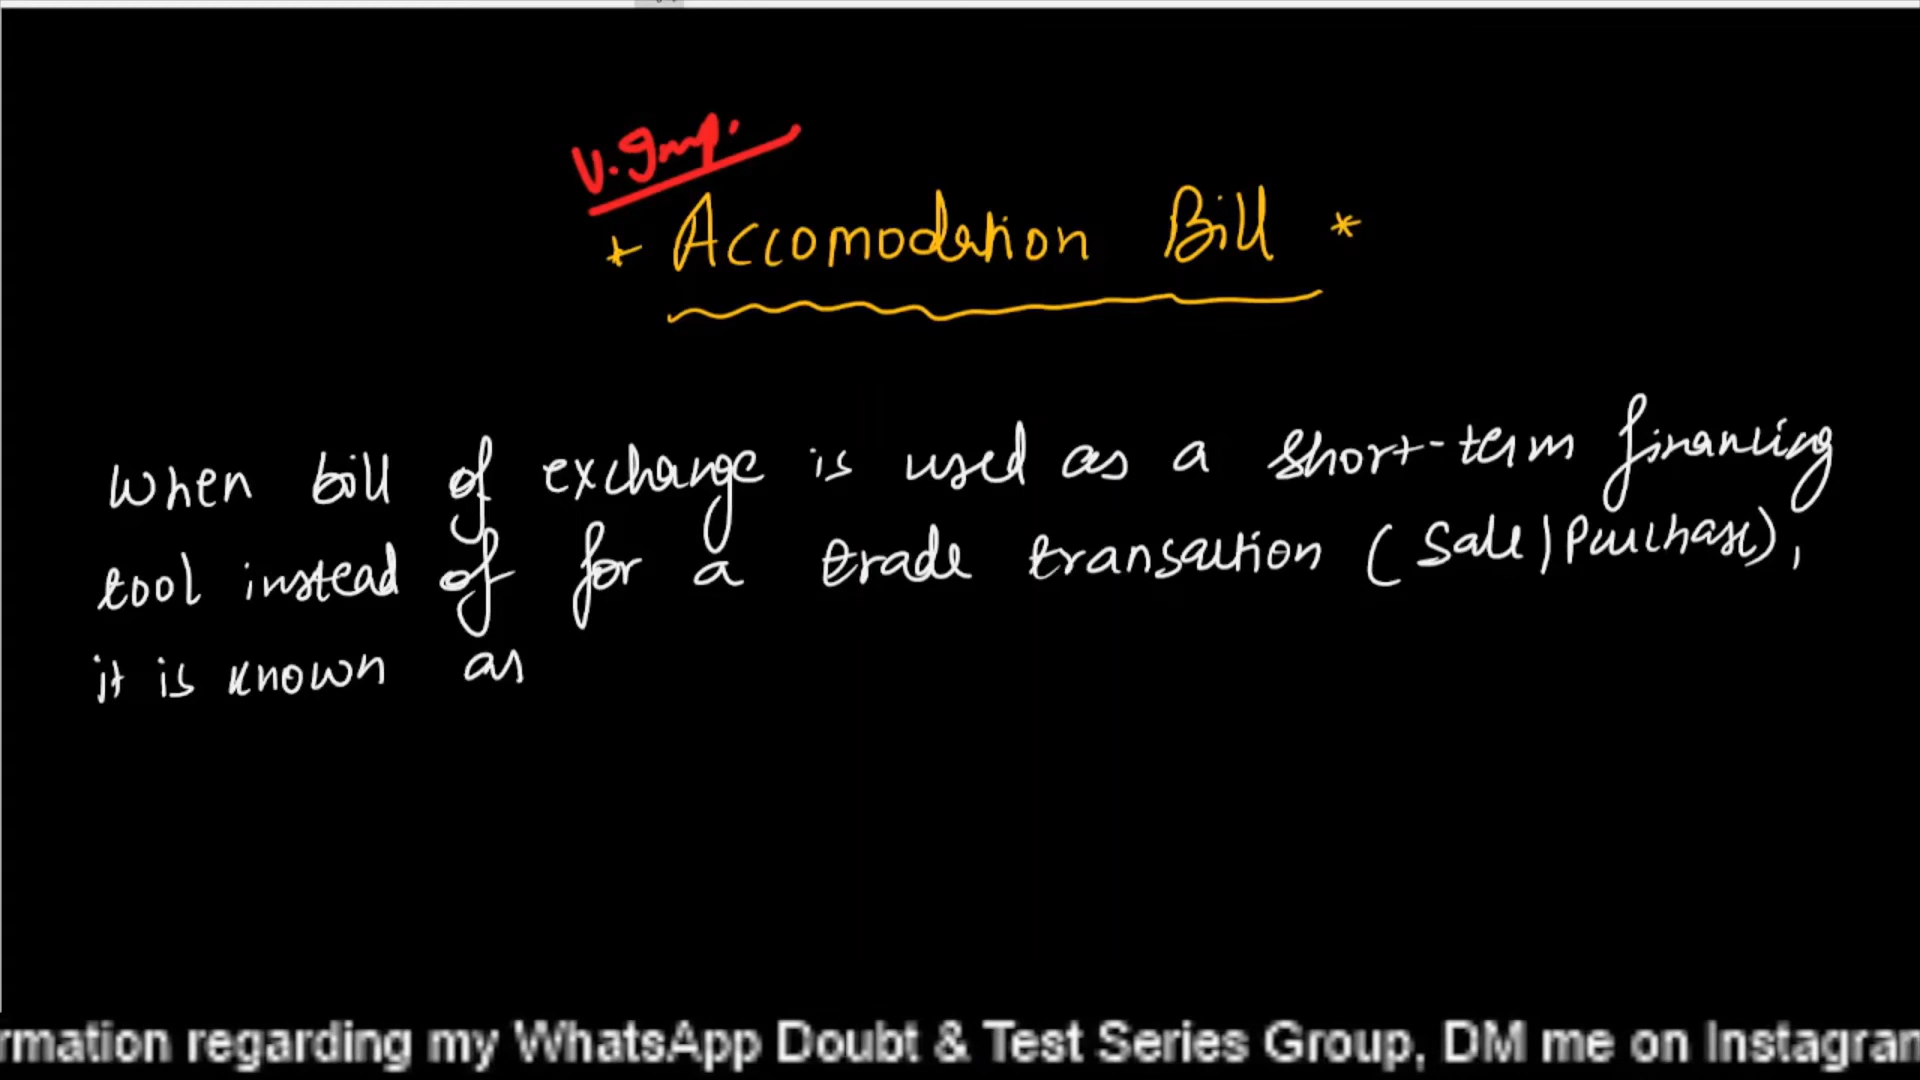 V. Imp.
* Accomodation Bill *
When bill of exchange is used as a short-term financing
tool instead of for a trade transaction (Sale/Purchase),
it is known as
rmation regarding my WhatsApp Doubt & Test Series Group, DM me on Instagram